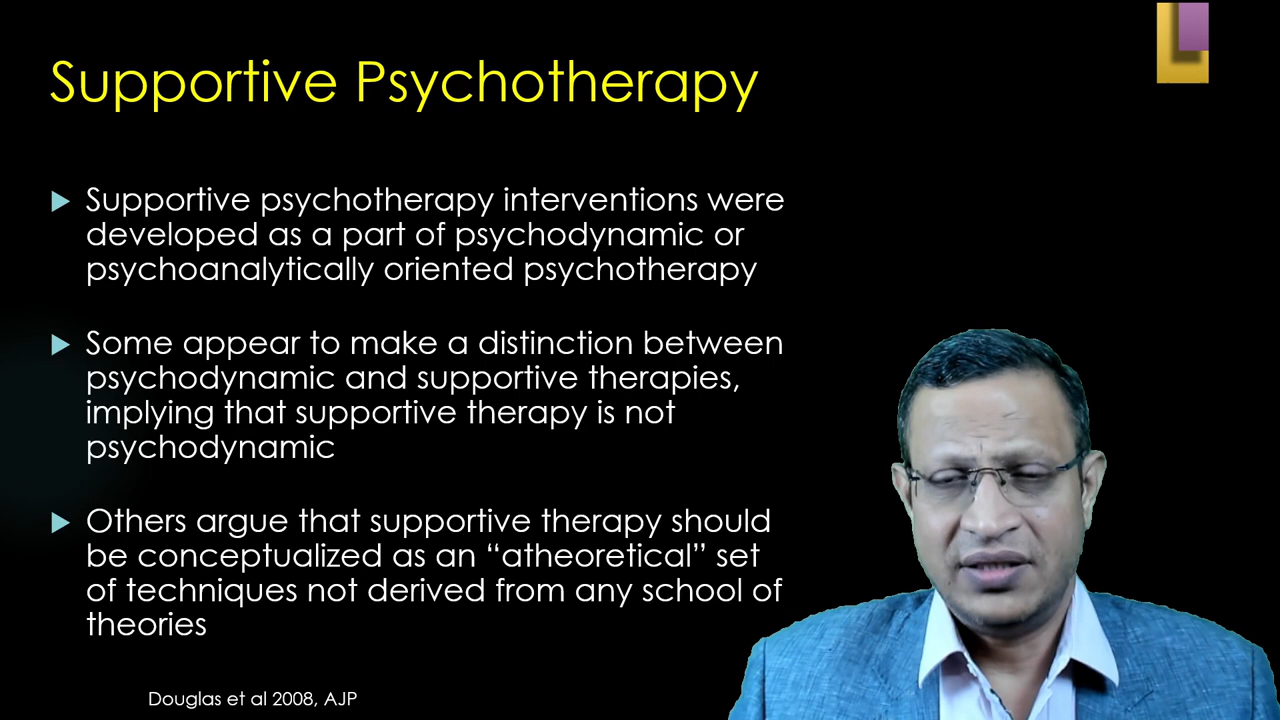 Supportive Psychotherapy
Supportive psychotherapy interventions were
developed as a part of psychodynamic or
psychoanalytically oriented psychotherapy
Some appear to make a distinction between
psychodynamic and supportive therapies,
implying that supportive therapy is not
psychodynamic
Others argue that supportive therapy should
be conceptualized as an “atheoretical” set
of techniques not derived from any school of
theories
Douglas et al 2008, AJP